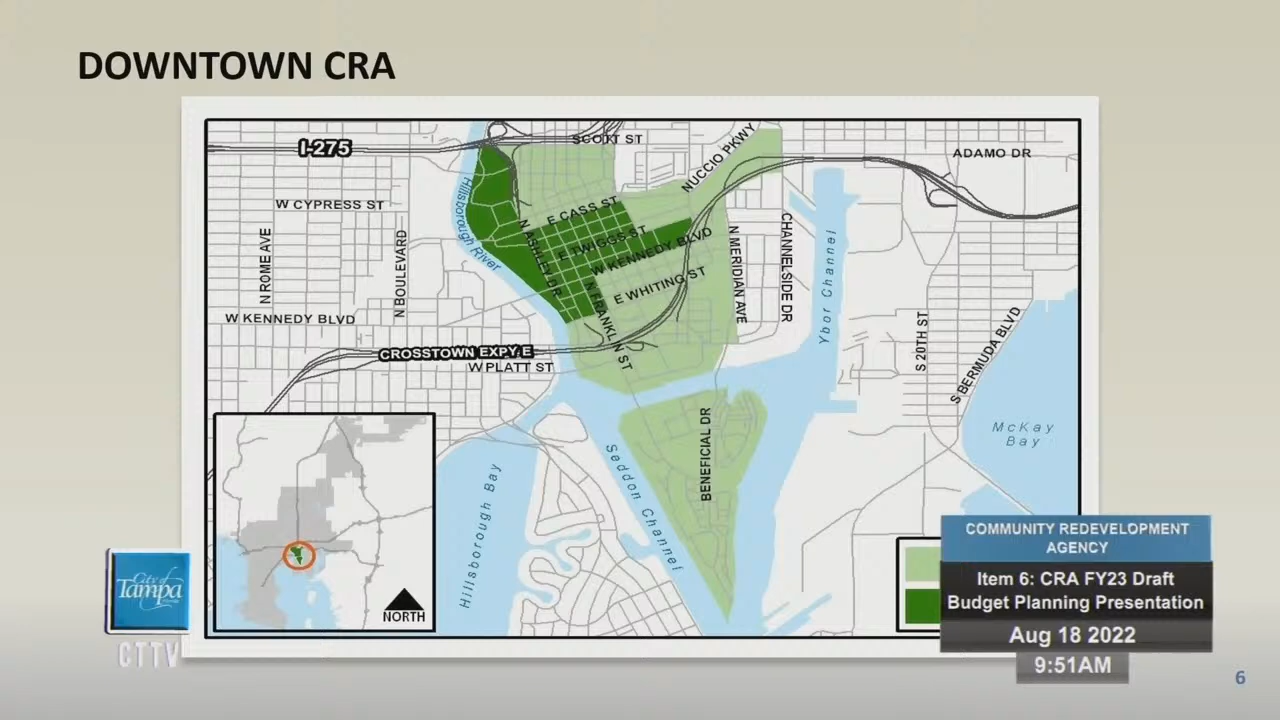 DOWNTOWN CRA
I-275
SCOTT ST
NUCCIO PKWY
ADAMO DR
W CYPRESS ST
E CASS ST
Hillsborough River
N ROME AVE
N BOULEVARD
N ASHLEY DR
E TWIGGS ST
W KENNEDY BLVD
N MERIDIAN AVE
CHANNELSIDE DR
Ybor Channel
E WHITING ST
N FRANKLIN ST
W KENNEDY BLVD
CROSSTOWN EXPY E
W PLATT ST
S 20TH ST
S BERMUDA BLVD
BENEFICIAL DR
McKay
Bay
Seddon Channel
Hillsborough Bay
NORTH
City of
Tampa
CTTV
COMMUNITY REDEVELOPMENT
AGENCY
Item 6: CRA FY23 Draft
Budget Planning Presentation
Aug 18 2022
9:51AM
6